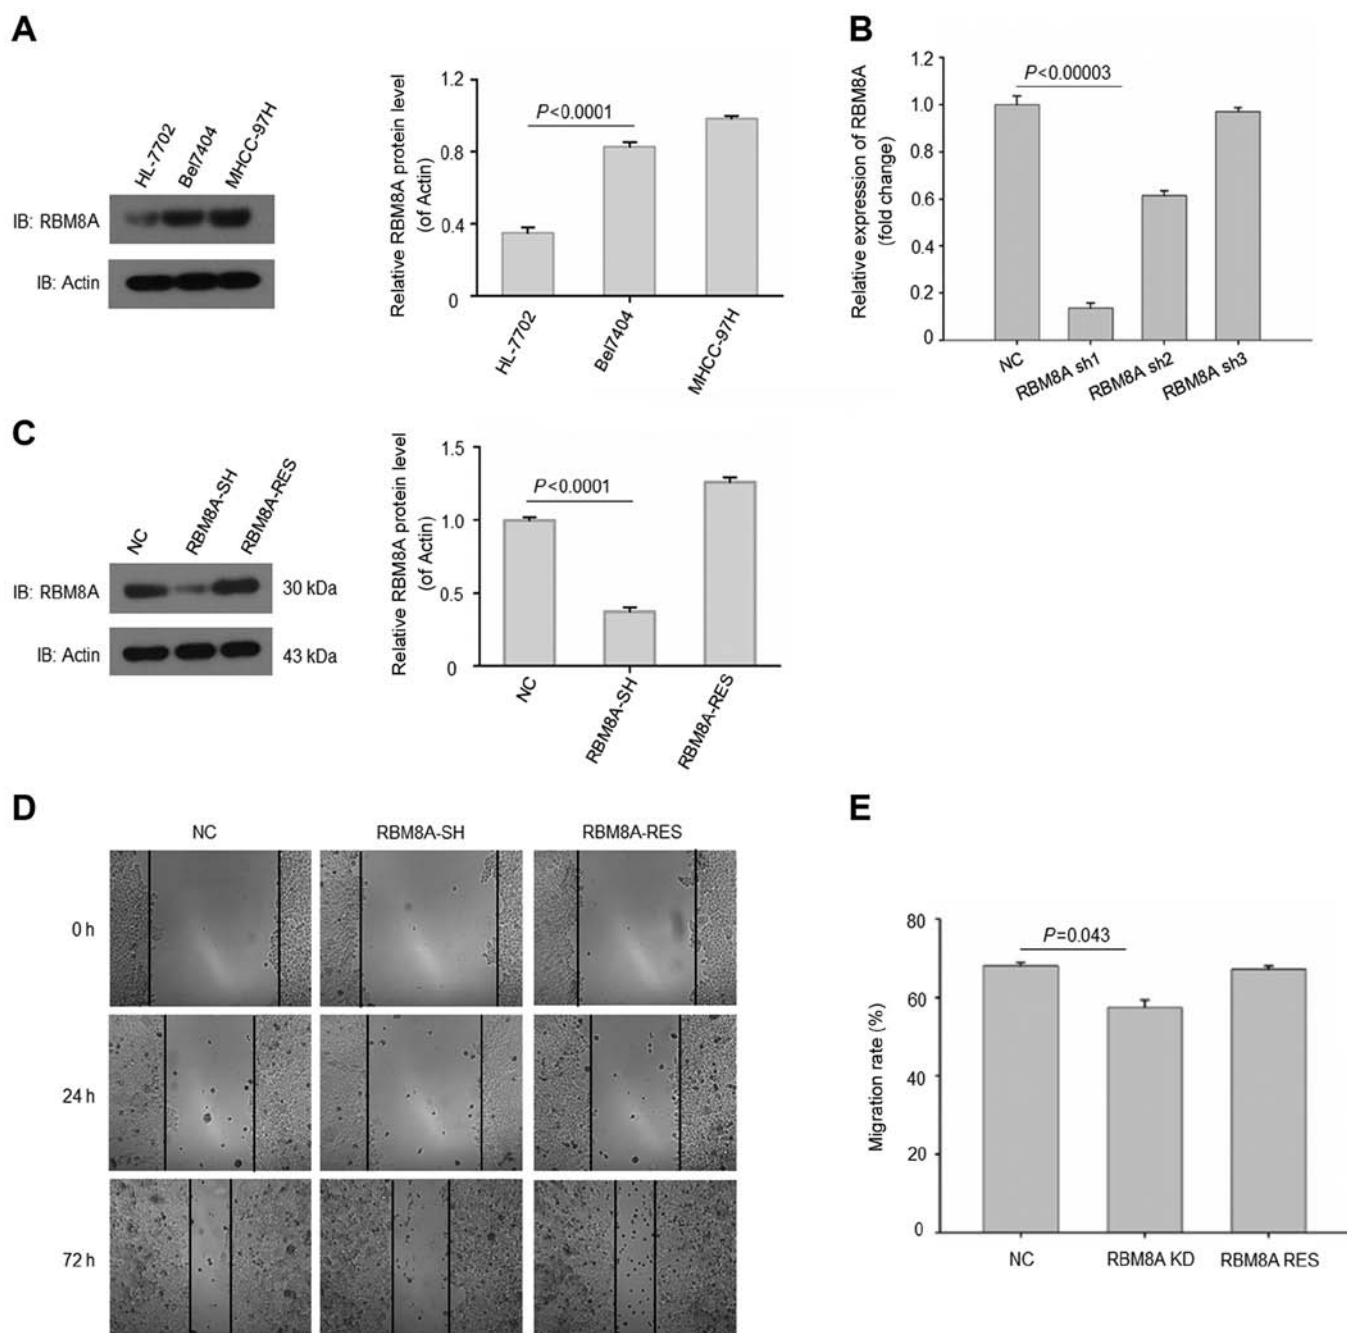 A
HL-7702
Bel7404
MHCC-97H
IB: RBM8A
IB: Actin
Relative RBM8A protein level
(of Actin)
1.2
0.8
0.4
0
P<0.0001
HL-7702
Bel7404
MHCC-97H
B
Relative expression of RBM8A
(fold change)
1.2
1.0
0.8
0.6
0.4
0.2
0
P<0.00003
NC
RBM8A sh1
RBM8A sh2
RBM8A sh3
C
NC
RBM8A-SH
RBM8A-RES
IB: RBM8A
30 kDa
IB: Actin
43 kDa
Relative RBM8A protein level
(of Actin)
1.5
1.0
0.5
0
P<0.0001
NC
RBM8A-SH
RBM8A-RES
D
NC
RBM8A-SH
RBM8A-RES
0 h
24 h
72 h
E
Migration rate (%)
80
60
40
20
0
P=0.043
NC
RBM8A KD
RBM8A RES